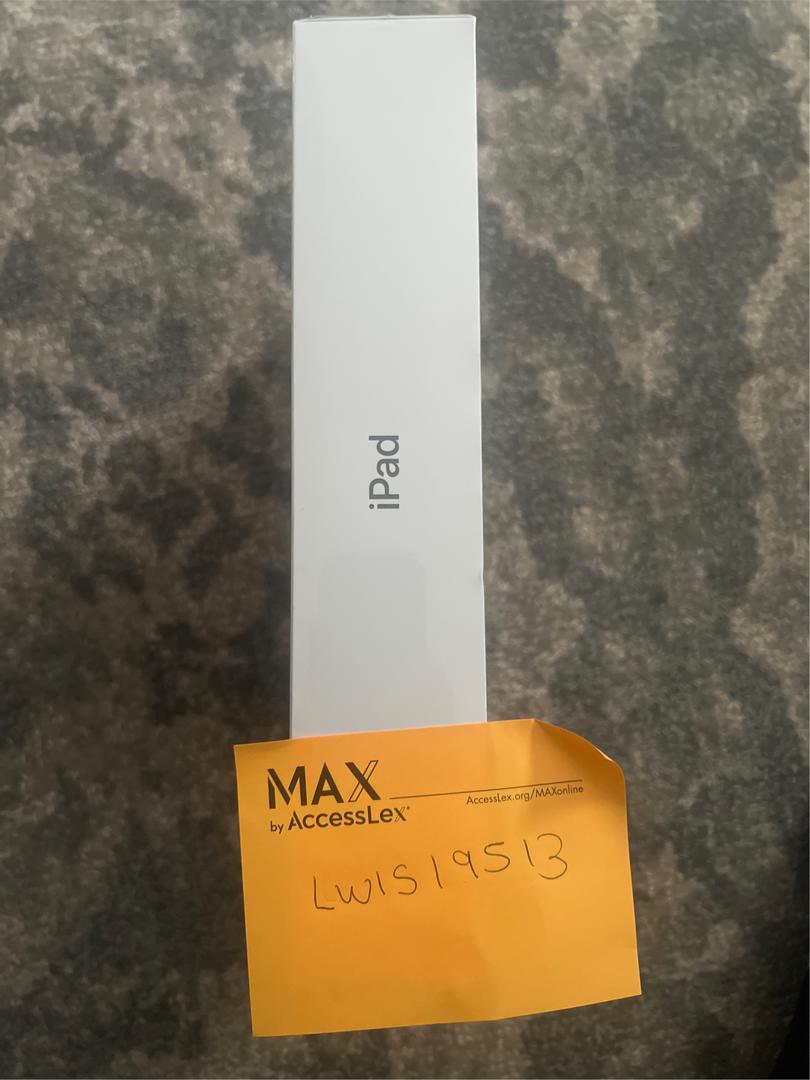 iPad
MAX
by AccessLex®
AccessLex.org/MAXonline
LWIS19513